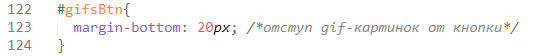 122 #gifsBtn{
123 margin-bottom: 20px; /*отступ gif-картинок от кнопки*/
124 }